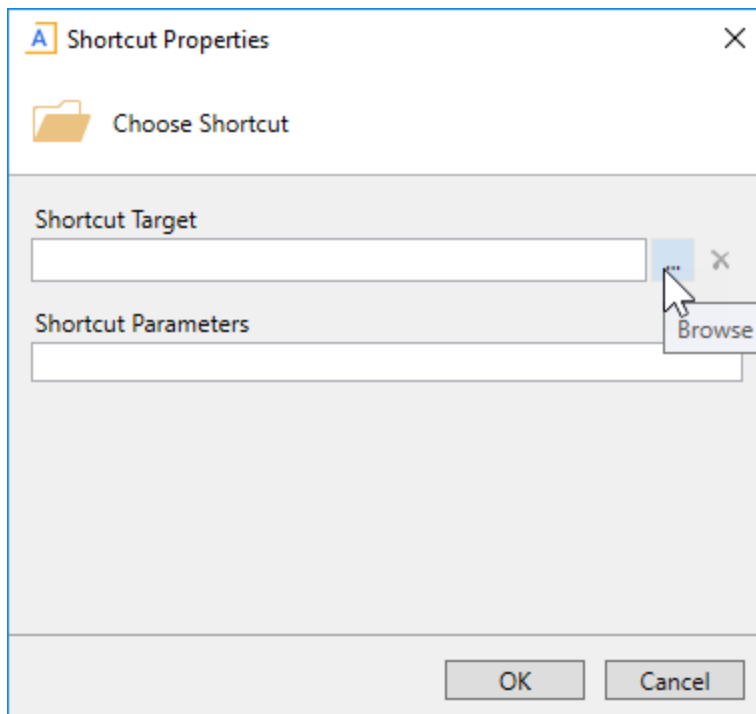 A Shortcut Properties
Choose Shortcut
Shortcut Target
...
Browse
Shortcut Parameters
OK
Cancel